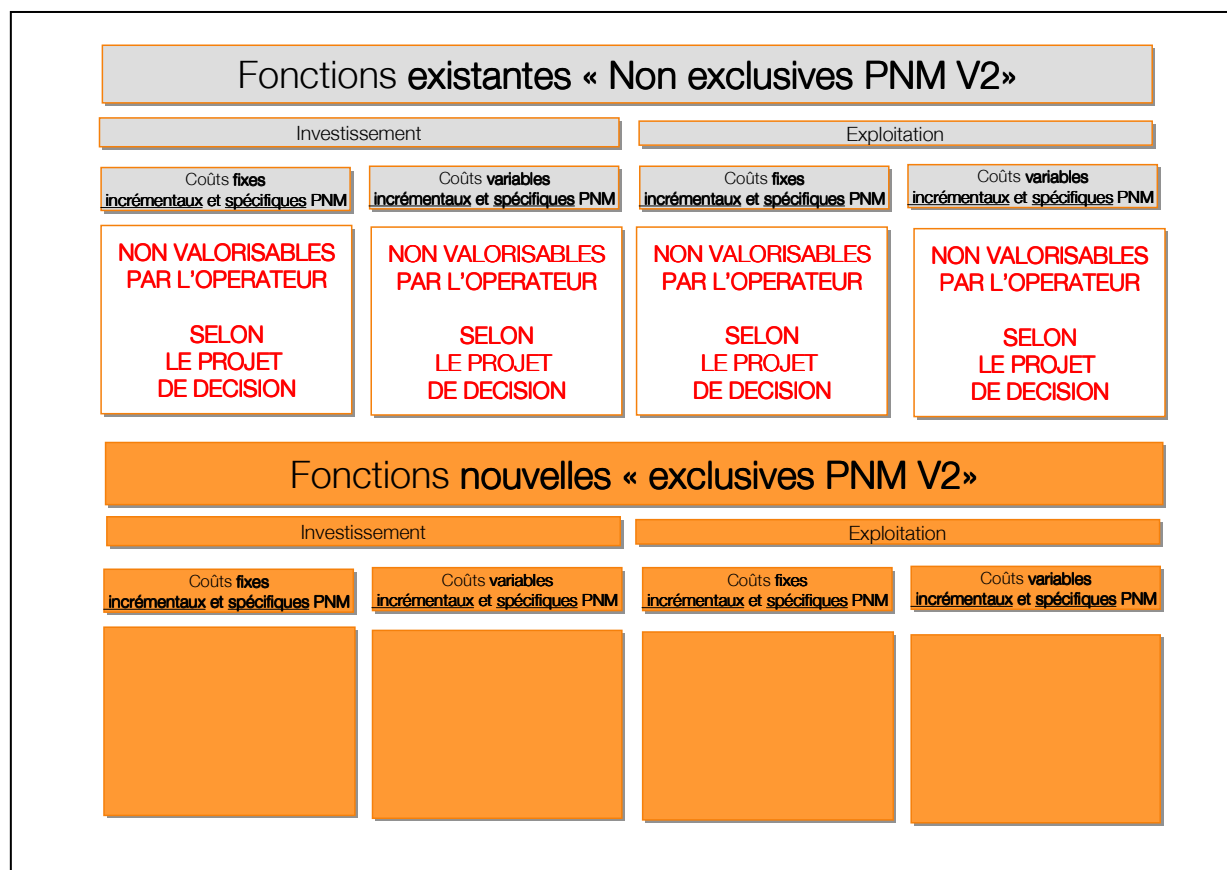 Fonctions existantes « Non exclusives PNM V2»
Investissement
Exploitation
Coûts fixes
incrémentaux et spécifiques PNM
Coûts variables
incrémentaux et spécifiques PNM
Coûts fixes
incrémentaux et spécifiques PNM
Coûts variables
incrémentaux et spécifiques PNM
NON VALORISABLES
PAR L'OPERATEUR
SELON
LE PROJET
DE DECISION
NON VALORISABLES
PAR L'OPERATEUR
SELON
LE PROJET
DE DECISION
NON VALORISABLES
PAR L'OPERATEUR
SELON
LE PROJET
DE DECISION
NON VALORISABLES
PAR L'OPERATEUR
SELON
LE PROJET
DE DECISION
Fonctions nouvelles « exclusives PNM V2»
Investissement
Exploitation
Coûts fixes
incrémentaux et spécifiques PNM
Coûts variables
incrémentaux et spécifiques PNM
Coûts fixes
incrémentaux et spécifiques PNM
Coûts variables
incrémentaux et spécifiques PNM